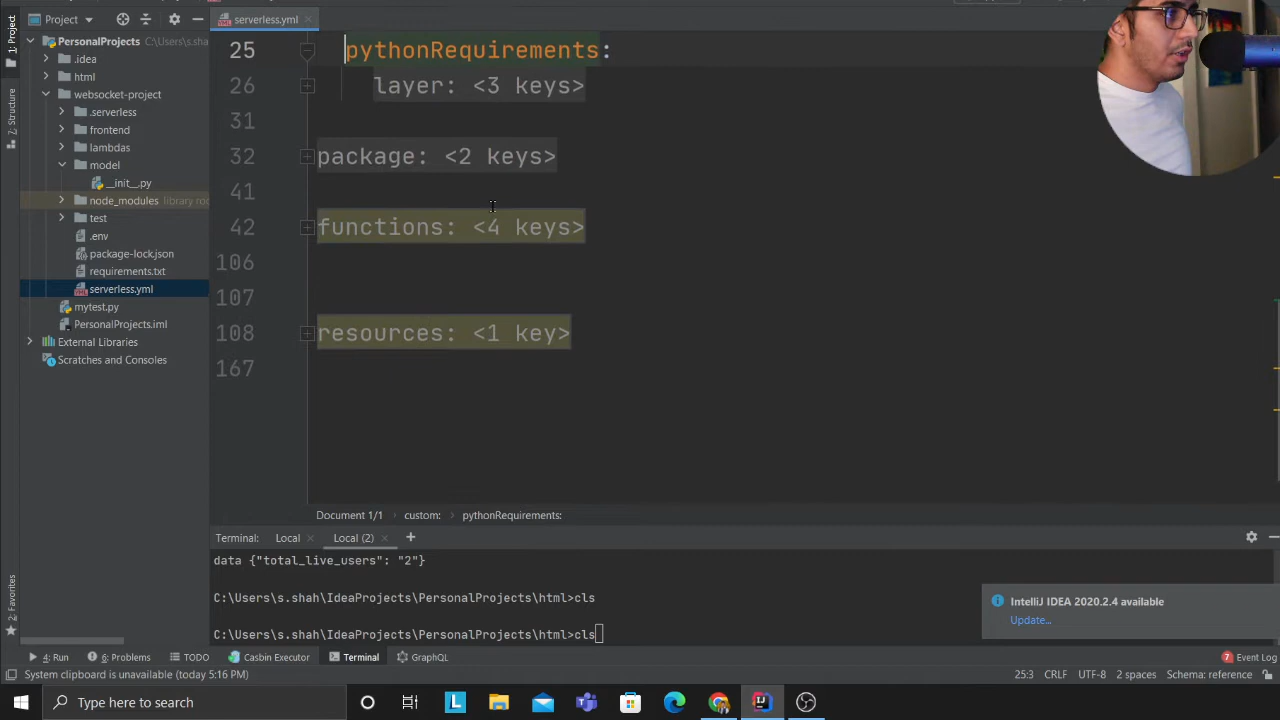 1: Project
Project
serverless.yml
PersonalProjects C:\Users\s.sha
.idea
html
websocket-project
.serverless
frontend
lambdas
model
__init__.py
node_modules library roo
test
.env
package-lock.json
requirements.txt
serverless.yml
mytest.py
PersonalProjects.iml
External Libraries
Scratches and Consoles
7: Structure
2: Favorites
25 pythonRequirements:
26 layer: <3 keys>
31
32 package: <2 keys>
41
42 functions: <4 keys>
106
107
108 resources: <1 key>
167
Document 1/1 custom: pythonRequirements:
Terminal: Local Local (2)
data {"total_live_users": "2"}
C:\Users\s.shah\IdeaProjects\PersonalProjects\html>cls
C:\Users\s.shah\IdeaProjects\PersonalProjects\html>cls
IntelliJ IDEA 2020.2.4 available
Update...
4: Run 6: Problems TODO Casbin Executor Terminal GraphQL 7 Event Log
System clipboard is unavailable (today 5:16 PM) 25:3 CRLF UTF-8 2 spaces Schema: reference
Type here to search